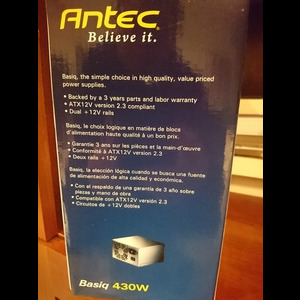 Antec
Believe it.
Basiq, the simple choice in high quality, value priced
power supplies.
• Backed by a 3 years parts and labor warranty
• ATX12V version 2.3 compliant
• Dual +12V rails
Basiq, le choix logique en matière de blocs
d'alimentation haute qualité à un bon prix.
• Garantie 3 ans sur les pièces et la main-d'œuvre
• Conformité à ATX12V version 2.3
• Deux rails +12V
Basiq, la elección lógica cuando se busca una fuente
de alimentación de alta calidad y económica.
• Con el respaldo de una garantía de 3 año sobre
piezas y mano de obra
• Compatible con ATX12V versión 2.3
• Circuitos de +12V dobles
Basiq 430W